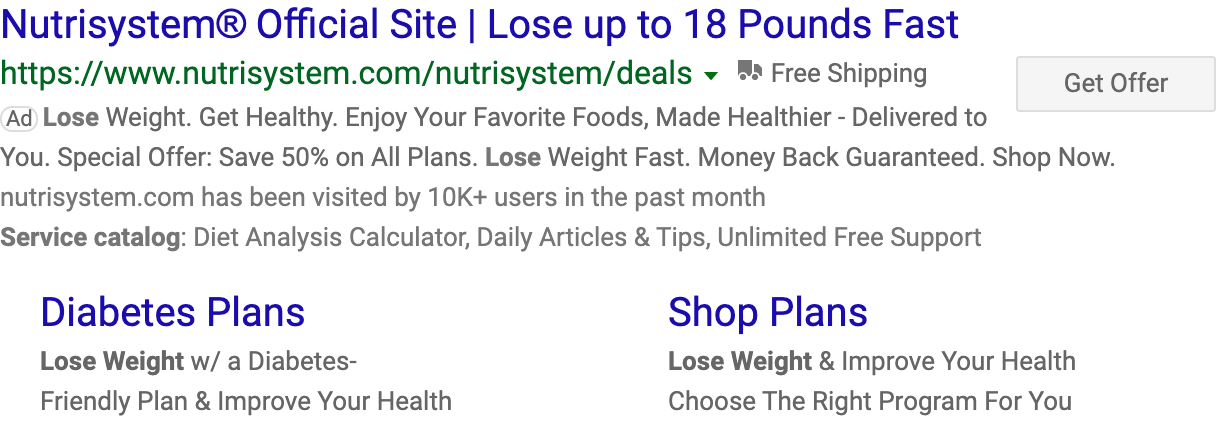 Nutrisystem® Official Site | Lose up to 18 Pounds Fast
https://www.nutrisystem.com/nutrisystem/deals Free Shipping
Get Offer
Ad Lose Weight. Get Healthy. Enjoy Your Favorite Foods, Made Healthier - Delivered to
You. Special Offer: Save 50% on All Plans. Lose Weight Fast. Money Back Guaranteed. Shop Now.
nutrisystem.com has been visited by 10K+ users in the past month
Service catalog: Diet Analysis Calculator, Daily Articles & Tips, Unlimited Free Support
Diabetes Plans
Lose Weight w/ a Diabetes-
Friendly Plan & Improve Your Health
Shop Plans
Lose Weight & Improve Your Health
Choose The Right Program For You